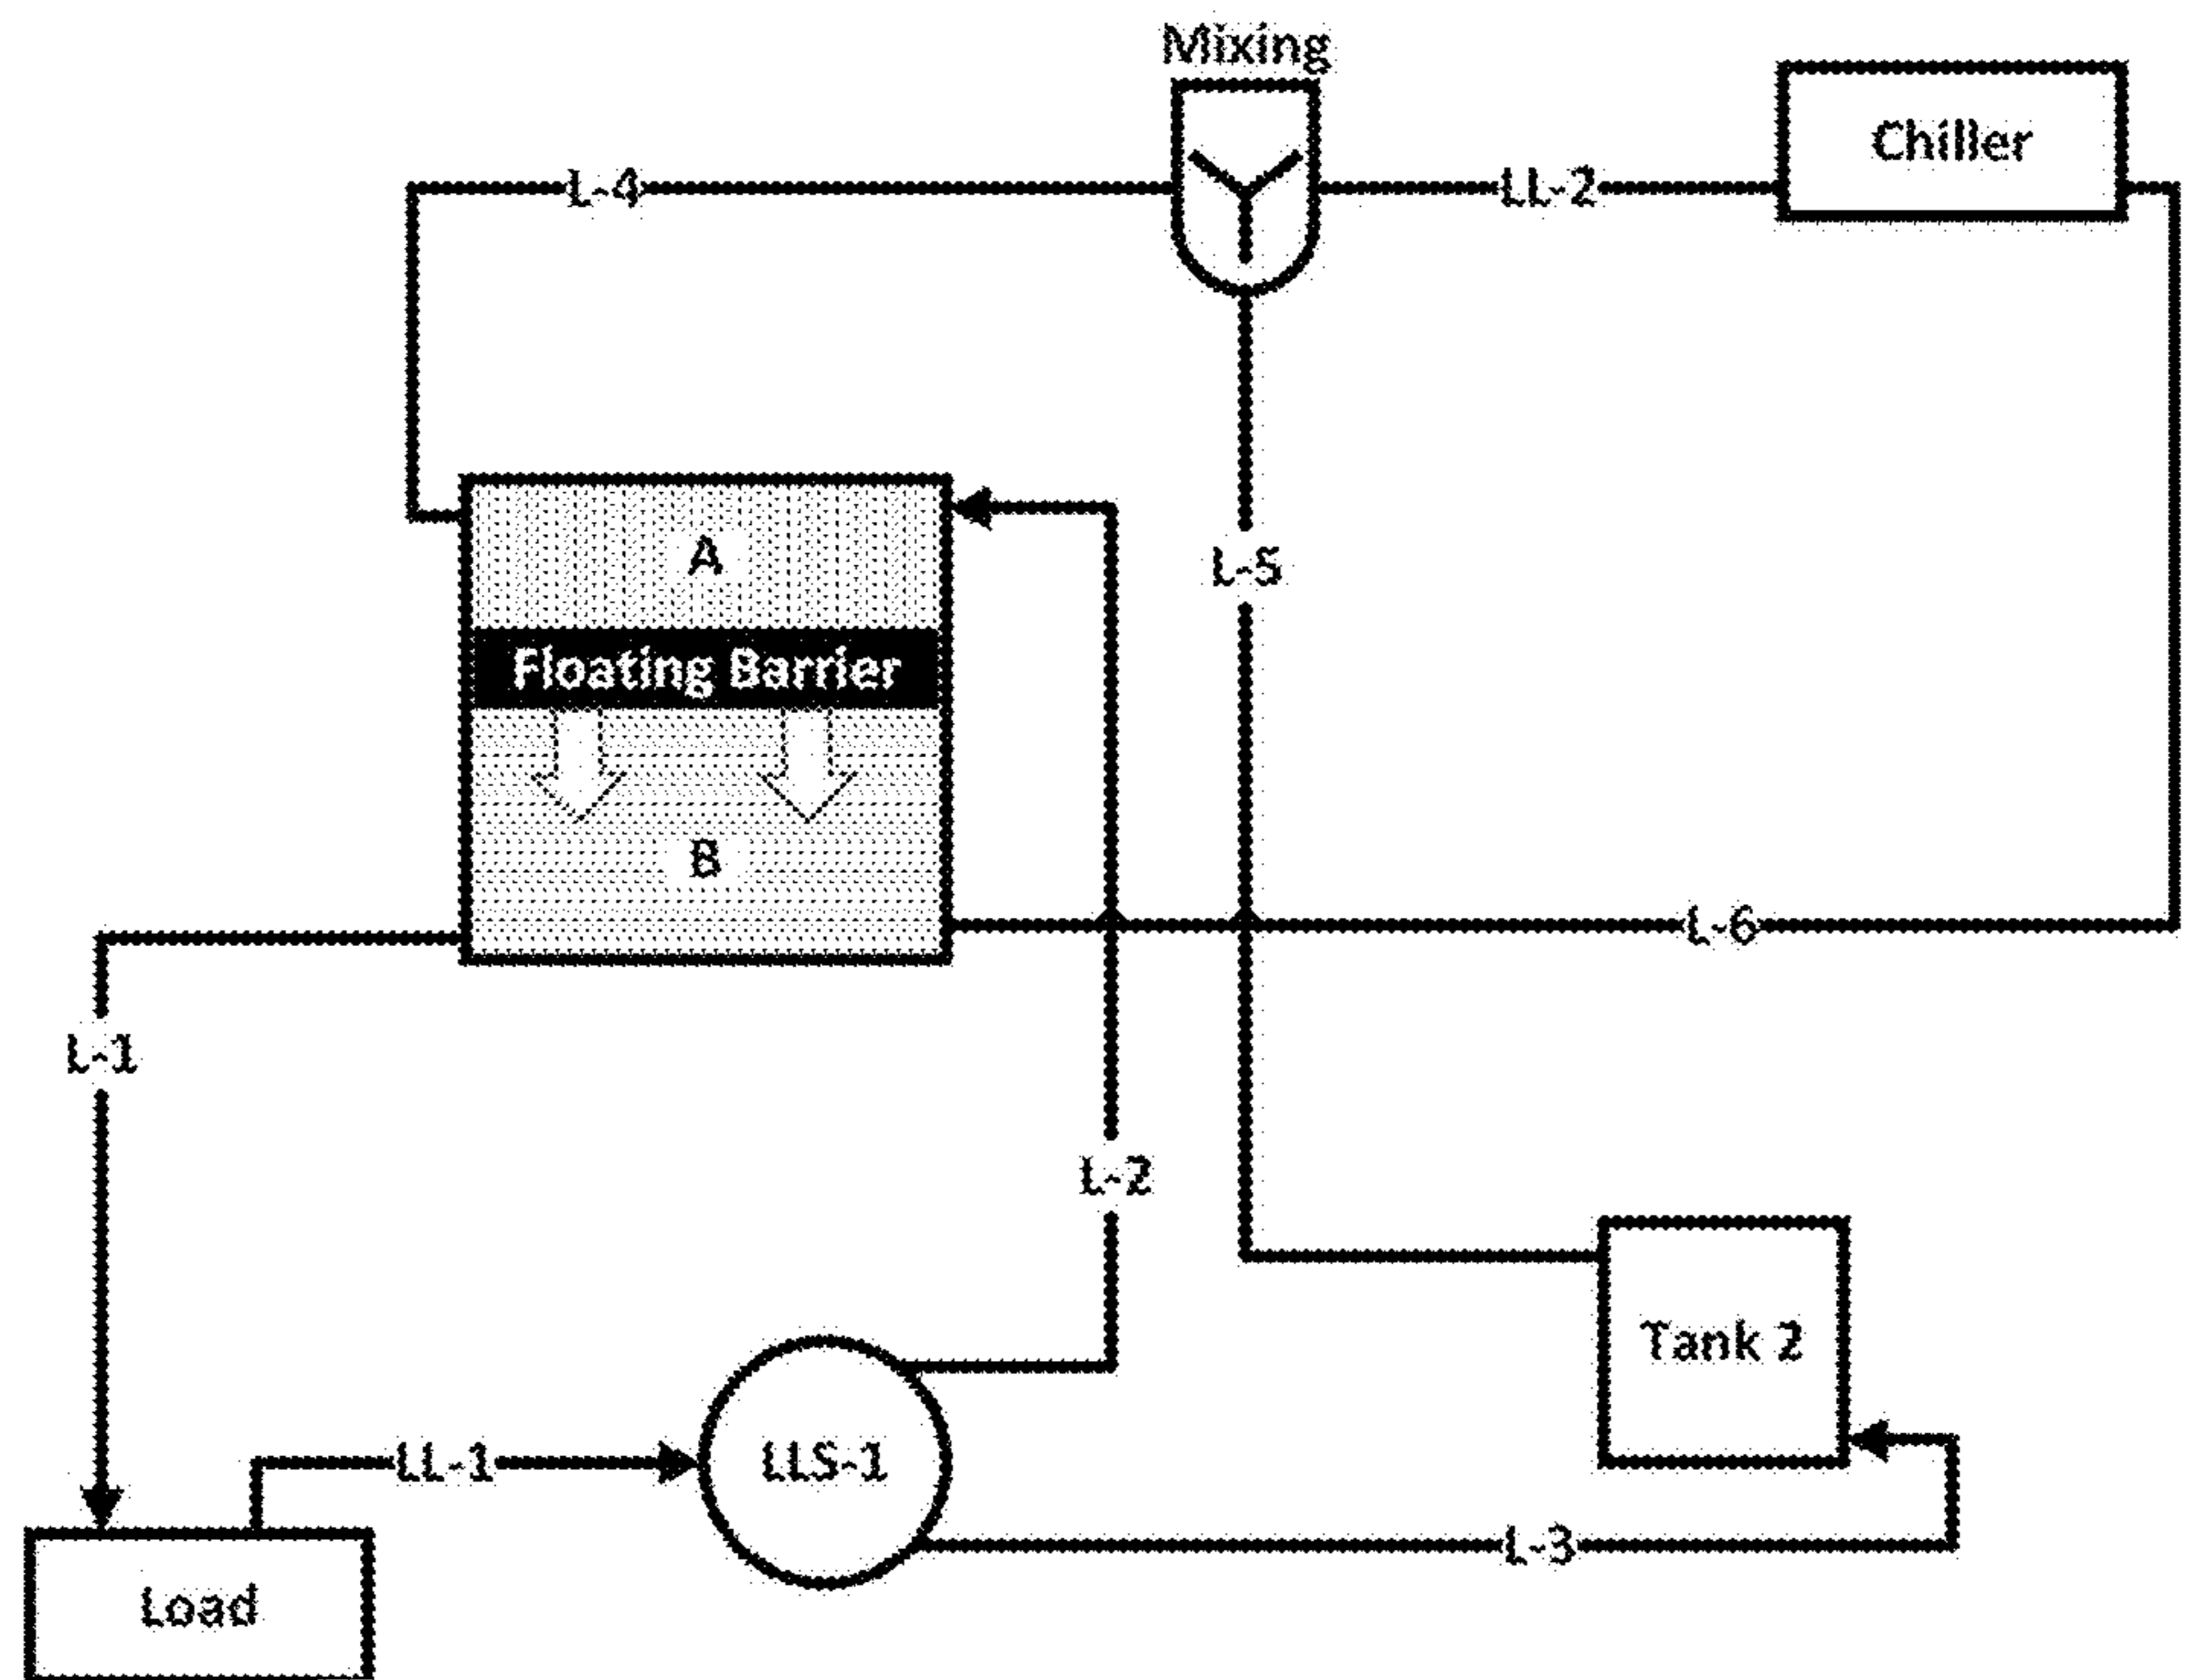 Mixing
Chiller
L-4
LL-2
A
L-5
Floating Barrier
B
L-6
L-1
L-2
Tank 2
LL-1
LLS-1
L-3
Load